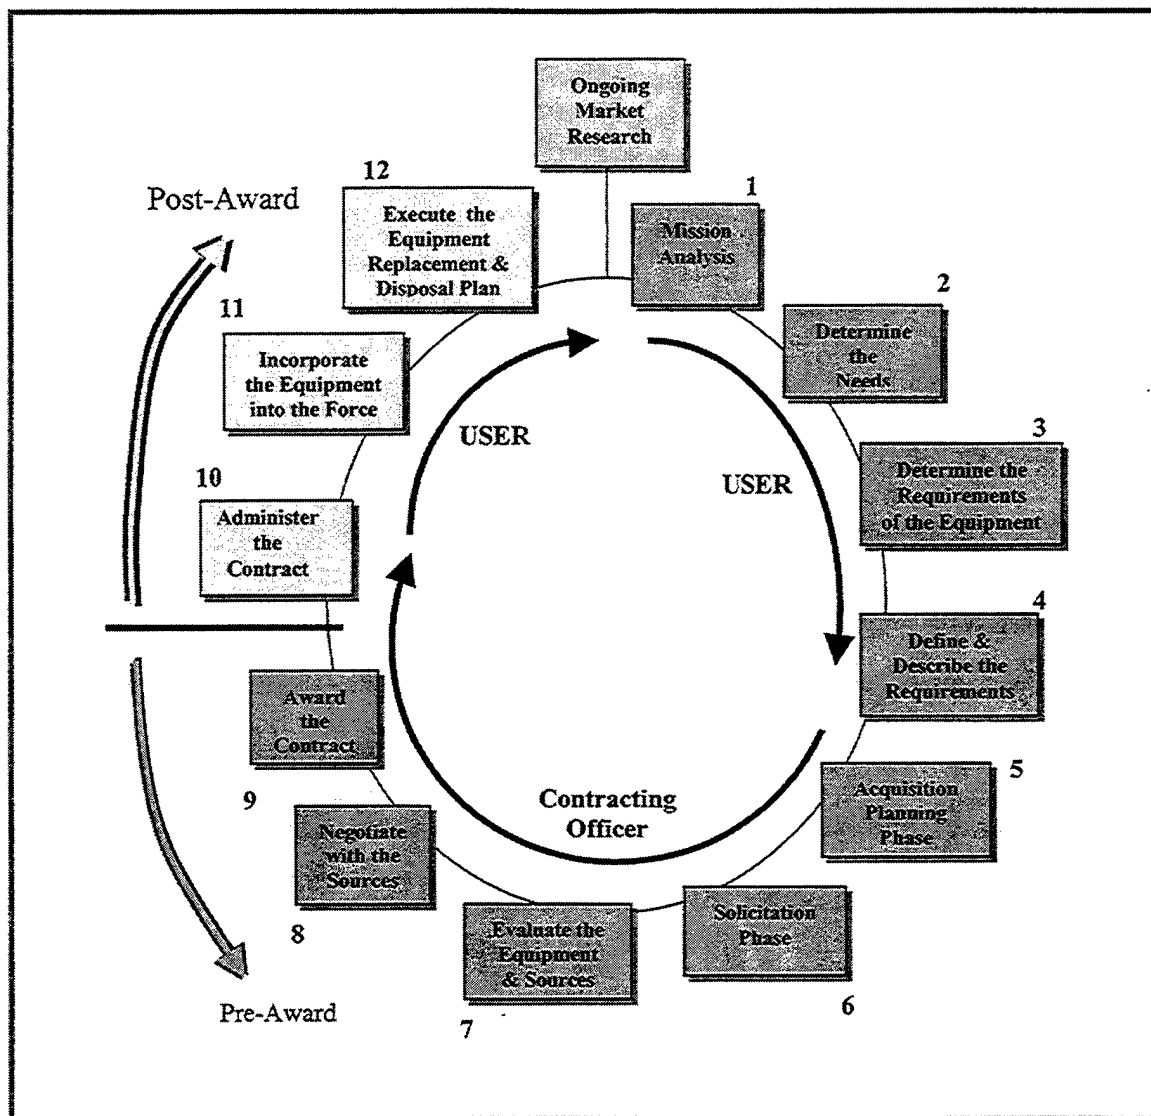 Ongoing
Market
Research
1
Mission
Analysis
2
Determine
the
Needs
3
Determine the
Requirements
of the Equipment
4
Define &
Describe the
Requirements
5
Acquisition
Planning
Phase
6
Solicitation
Phase
7
Evaluate the
Equipment
& Sources
8
Negotiate
with the
Sources
9
Award
the
Contract
10
Administer
the
Contract
11
Incorporate
the Equipment
into the Force
12
Execute the
Equipment
Replacement &
Disposal Plan
Post-Award
Pre-Award
USER
USER
Contracting
Officer